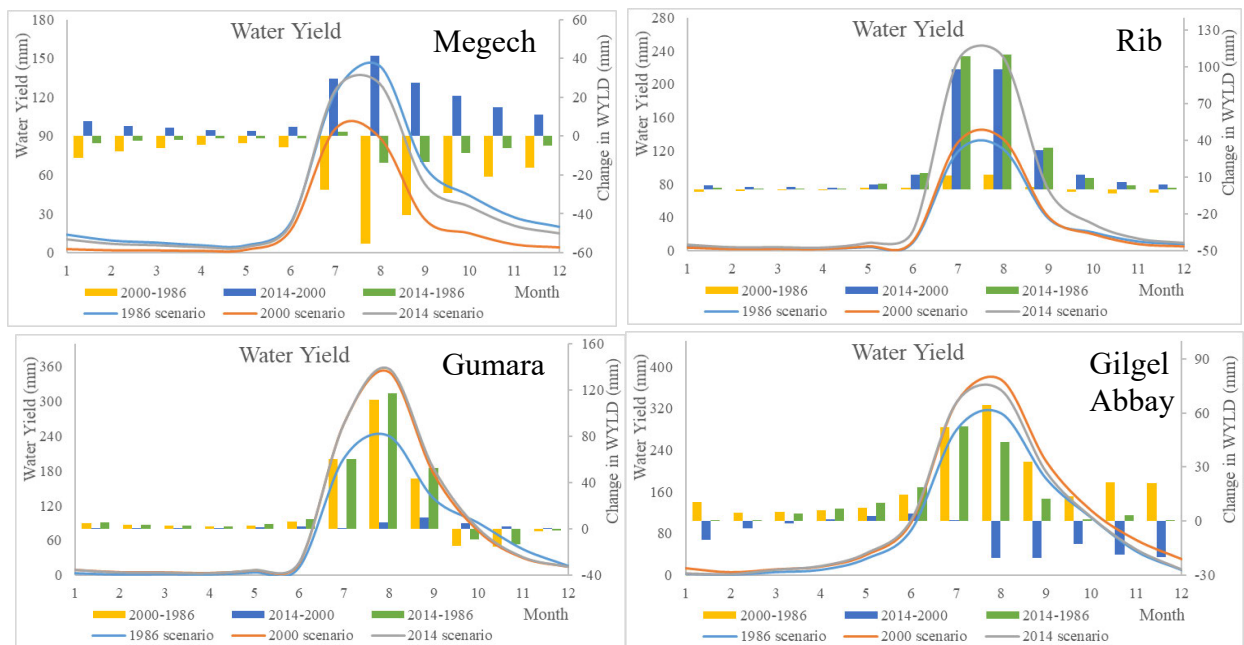 Water Yield
Megech
Water Yield (mm)
180
150
120
90
60
30
0
60
40
20
0
-20
-40
-60
Change in WYLD (mm)
1 2 3 4 5 6 7 8 9 10 11 12
Month
2000-1986 2014-2000 2014-1986
1986 scenario 2000 scenario 2014 scenario
Water Yield
Rib
Water Yield (mm)
280
240
200
160
120
80
40
0
130
100
70
40
10
-20
-50
Change in WYLD (mm)
1 2 3 4 5 6 7 8 9 10 11 12
Month
2000-1986 2014-2000 2014-1986
1986 scenario 2000 scenario 2014 scenario
Water Yield
Gumara
Water Yield (mm)
360
300
240
180
120
60
0
160
120
80
40
0
-40
Change in WYLD (mm)
1 2 3 4 5 6 7 8 9 10 11 12
Month
2000-1986 2014-2000 2014-1986
1986 scenario 2000 scenario 2014 scenario
Water Yield
Gilgel
Abbay
Water Yield (mm)
400
320
240
160
80
0
90
60
30
0
-30
Change in WYLD (mm)
1 2 3 4 5 6 7 8 9 10 11 12
Month
2000-1986 2014-2000 2014-1986
1986 scenario 2000 scenario 2014 scenario